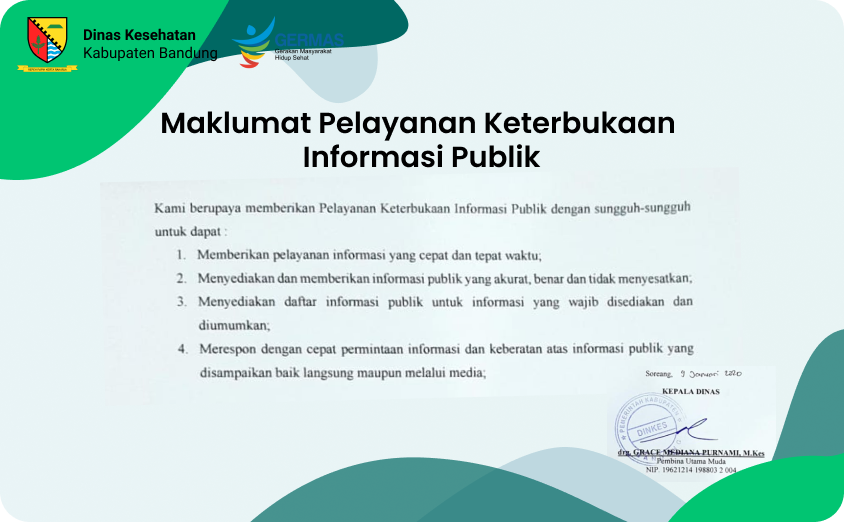 Dinas Kesehatan
Kabupaten Bandung
GERMAS
Gerakan Masyarakat
Hidup Sehat
Maklumat Pelayanan Keterbukaan
Informasi Publik
Kami berupaya memberikan Pelayanan Keterbukaan Informasi Publik dengan sungguh-sungguh
untuk dapat :
1. Memberikan pelayanan informasi yang cepat dan tepat waktu;
2. Menyediakan dan memberikan informasi publik yang akurat, benar dan tidak menyesatkan;
3. Menyediakan daftar informasi publik untuk informasi yang wajib disediakan dan
diumumkan;
4. Merespon dengan cepat permintaan informasi dan keberatan atas informasi publik yang
disampaikan baik langsung maupun melalui media;
Soreang, 9 Januari 2020
KEPALA DINAS
PEMERINTAH KABUPATEN
DINKES
drg. GRACE MEDIANA PURNAMI, M.Kes
Pembina Utama Muda
NIP. 19621214 198803 2 004